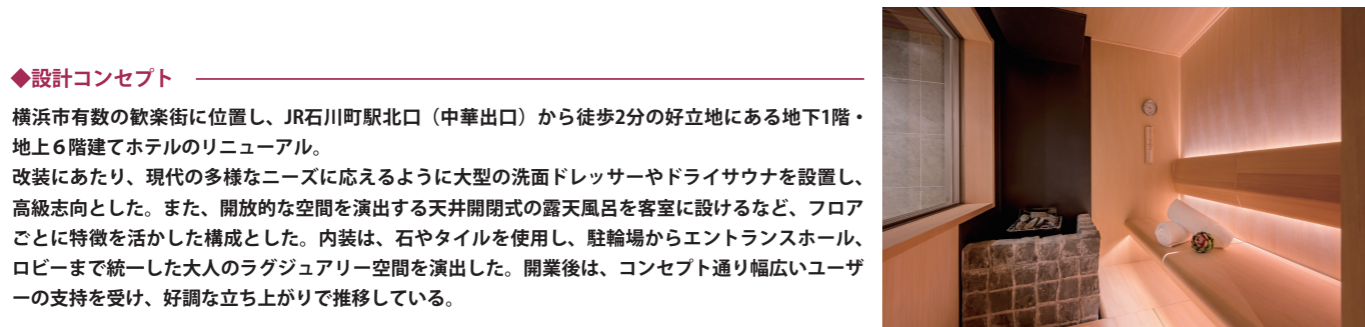 ◆設計コンセプト
横浜市有数の歓楽街に位置し、JR石川町駅北口（中華出口）から徒歩2分の好立地にある地下1階・
地上６階建てホテルのリニューアル。
改装にあたり、現代の多様なニーズに応えるように大型の洗面ドレッサーやドライサウナを設置し、
高級志向とした。また、開放的な空間を演出する天井開閉式の露天風呂を客室に設けるなど、フロア
ごとに特徴を活かした構成とした。内装は、石やタイルを使用し、駐輪場からエントランスホール、
ロビーまで統一した大人のラグジュアリー空間を演出した。開業後は、コンセプト通り幅広いユーザ
ーの支持を受け、好調な立ち上がりで推移している。